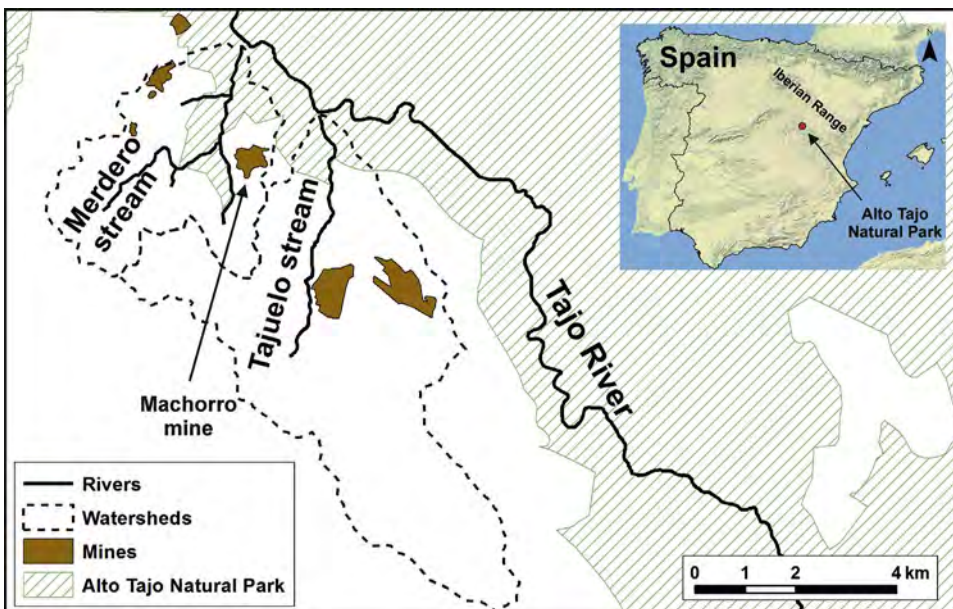 Spain
N
Iberian Range
Alto Tajo
Natural Park
Merdero
stream
Tajuelo stream
Tajo River
Machorro
mine
Rivers
Watersheds
Mines
Alto Tajo Natural Park
0 1 2 4 km